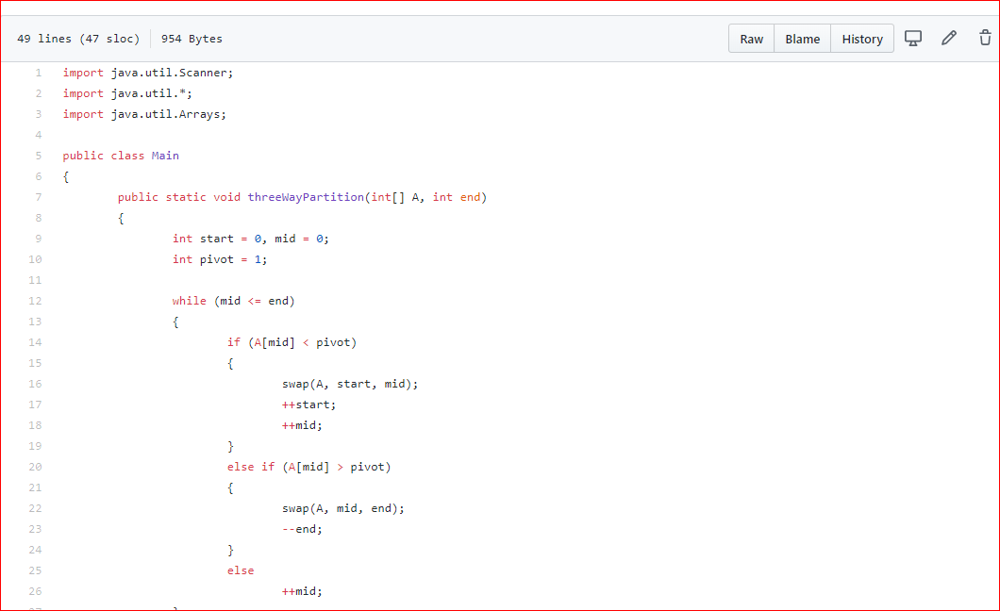 49 lines (47 sloc) 954 Bytes Raw Blame History
1 import java.util.Scanner;
2 import java.util.*;
3 import java.util.Arrays;
4
5 public class Main
6 {
7 public static void threeWayPartition(int[] A, int end)
8 {
9 int start = 0, mid = 0;
10 int pivot = 1;
11
12 while (mid <= end)
13 {
14 if (A[mid] < pivot)
15 {
16 swap(A, start, mid);
17 ++start;
18 ++mid;
19 }
20 else if (A[mid] > pivot)
21 {
22 swap(A, mid, end);
23 --end;
24 }
25 else
26 ++mid;